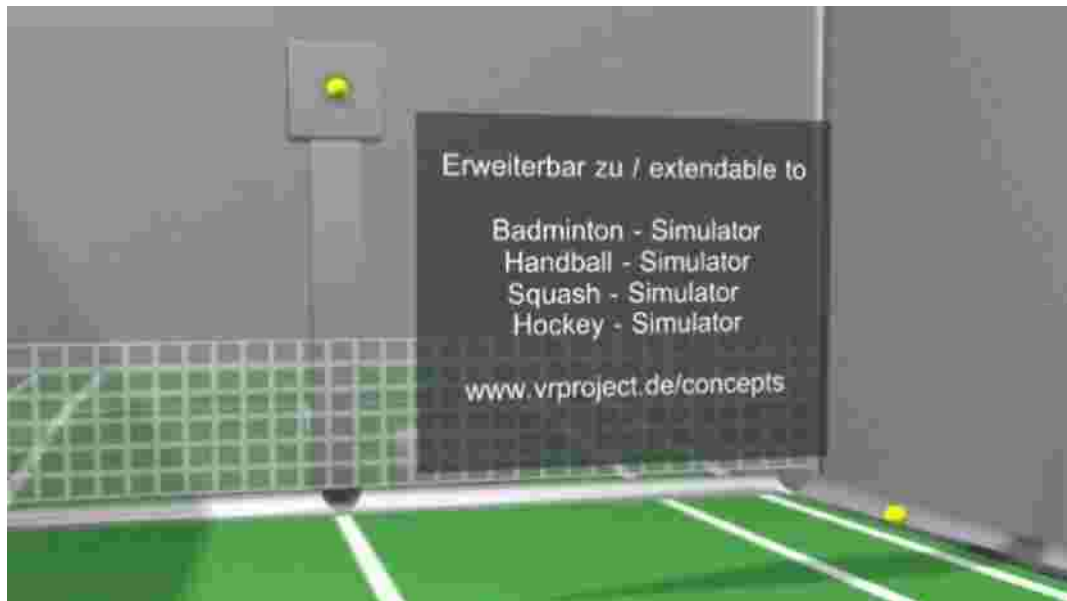 Erweiterbar zu / extendable to
Badminton - Simulator
Handball - Simulator
Squash - Simulator
Hockey - Simulator
www.vrproject.de/concepts